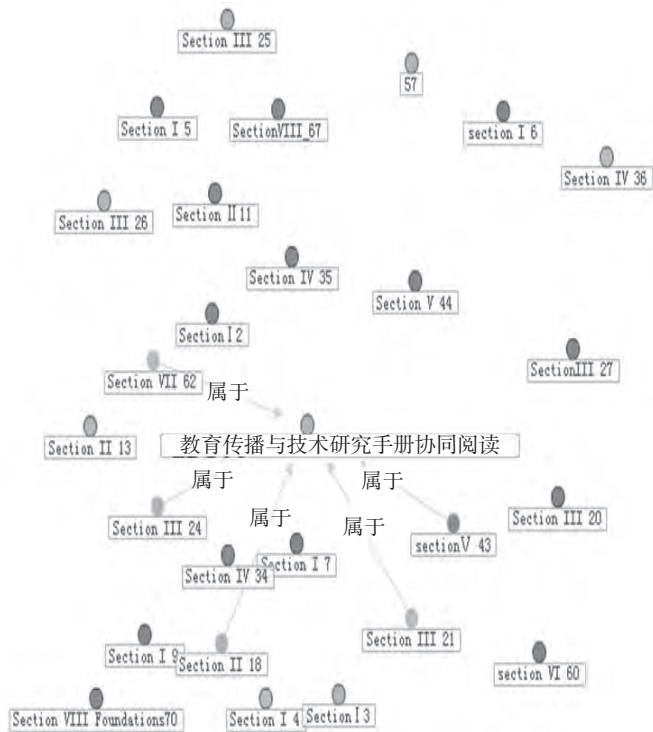 Section III 25
57
Section I 5
SectionVIII_67
section I 6
Section IV 36
Section III 26
Section II 11
Section IV 35
Section V 44
Section I 2
SectionIII 27
Section VII 62
属于
Section II 13
教育传播与技术研究手册协同阅读
属于
属于
属于
属于
Section III 24
sectionV 43
Section III 20
Section IV 34
Section I 7
Section I 9
Section II 18
Section III 21
section VI 60
Section VIII Foundations70
Section I 4
Section I 3